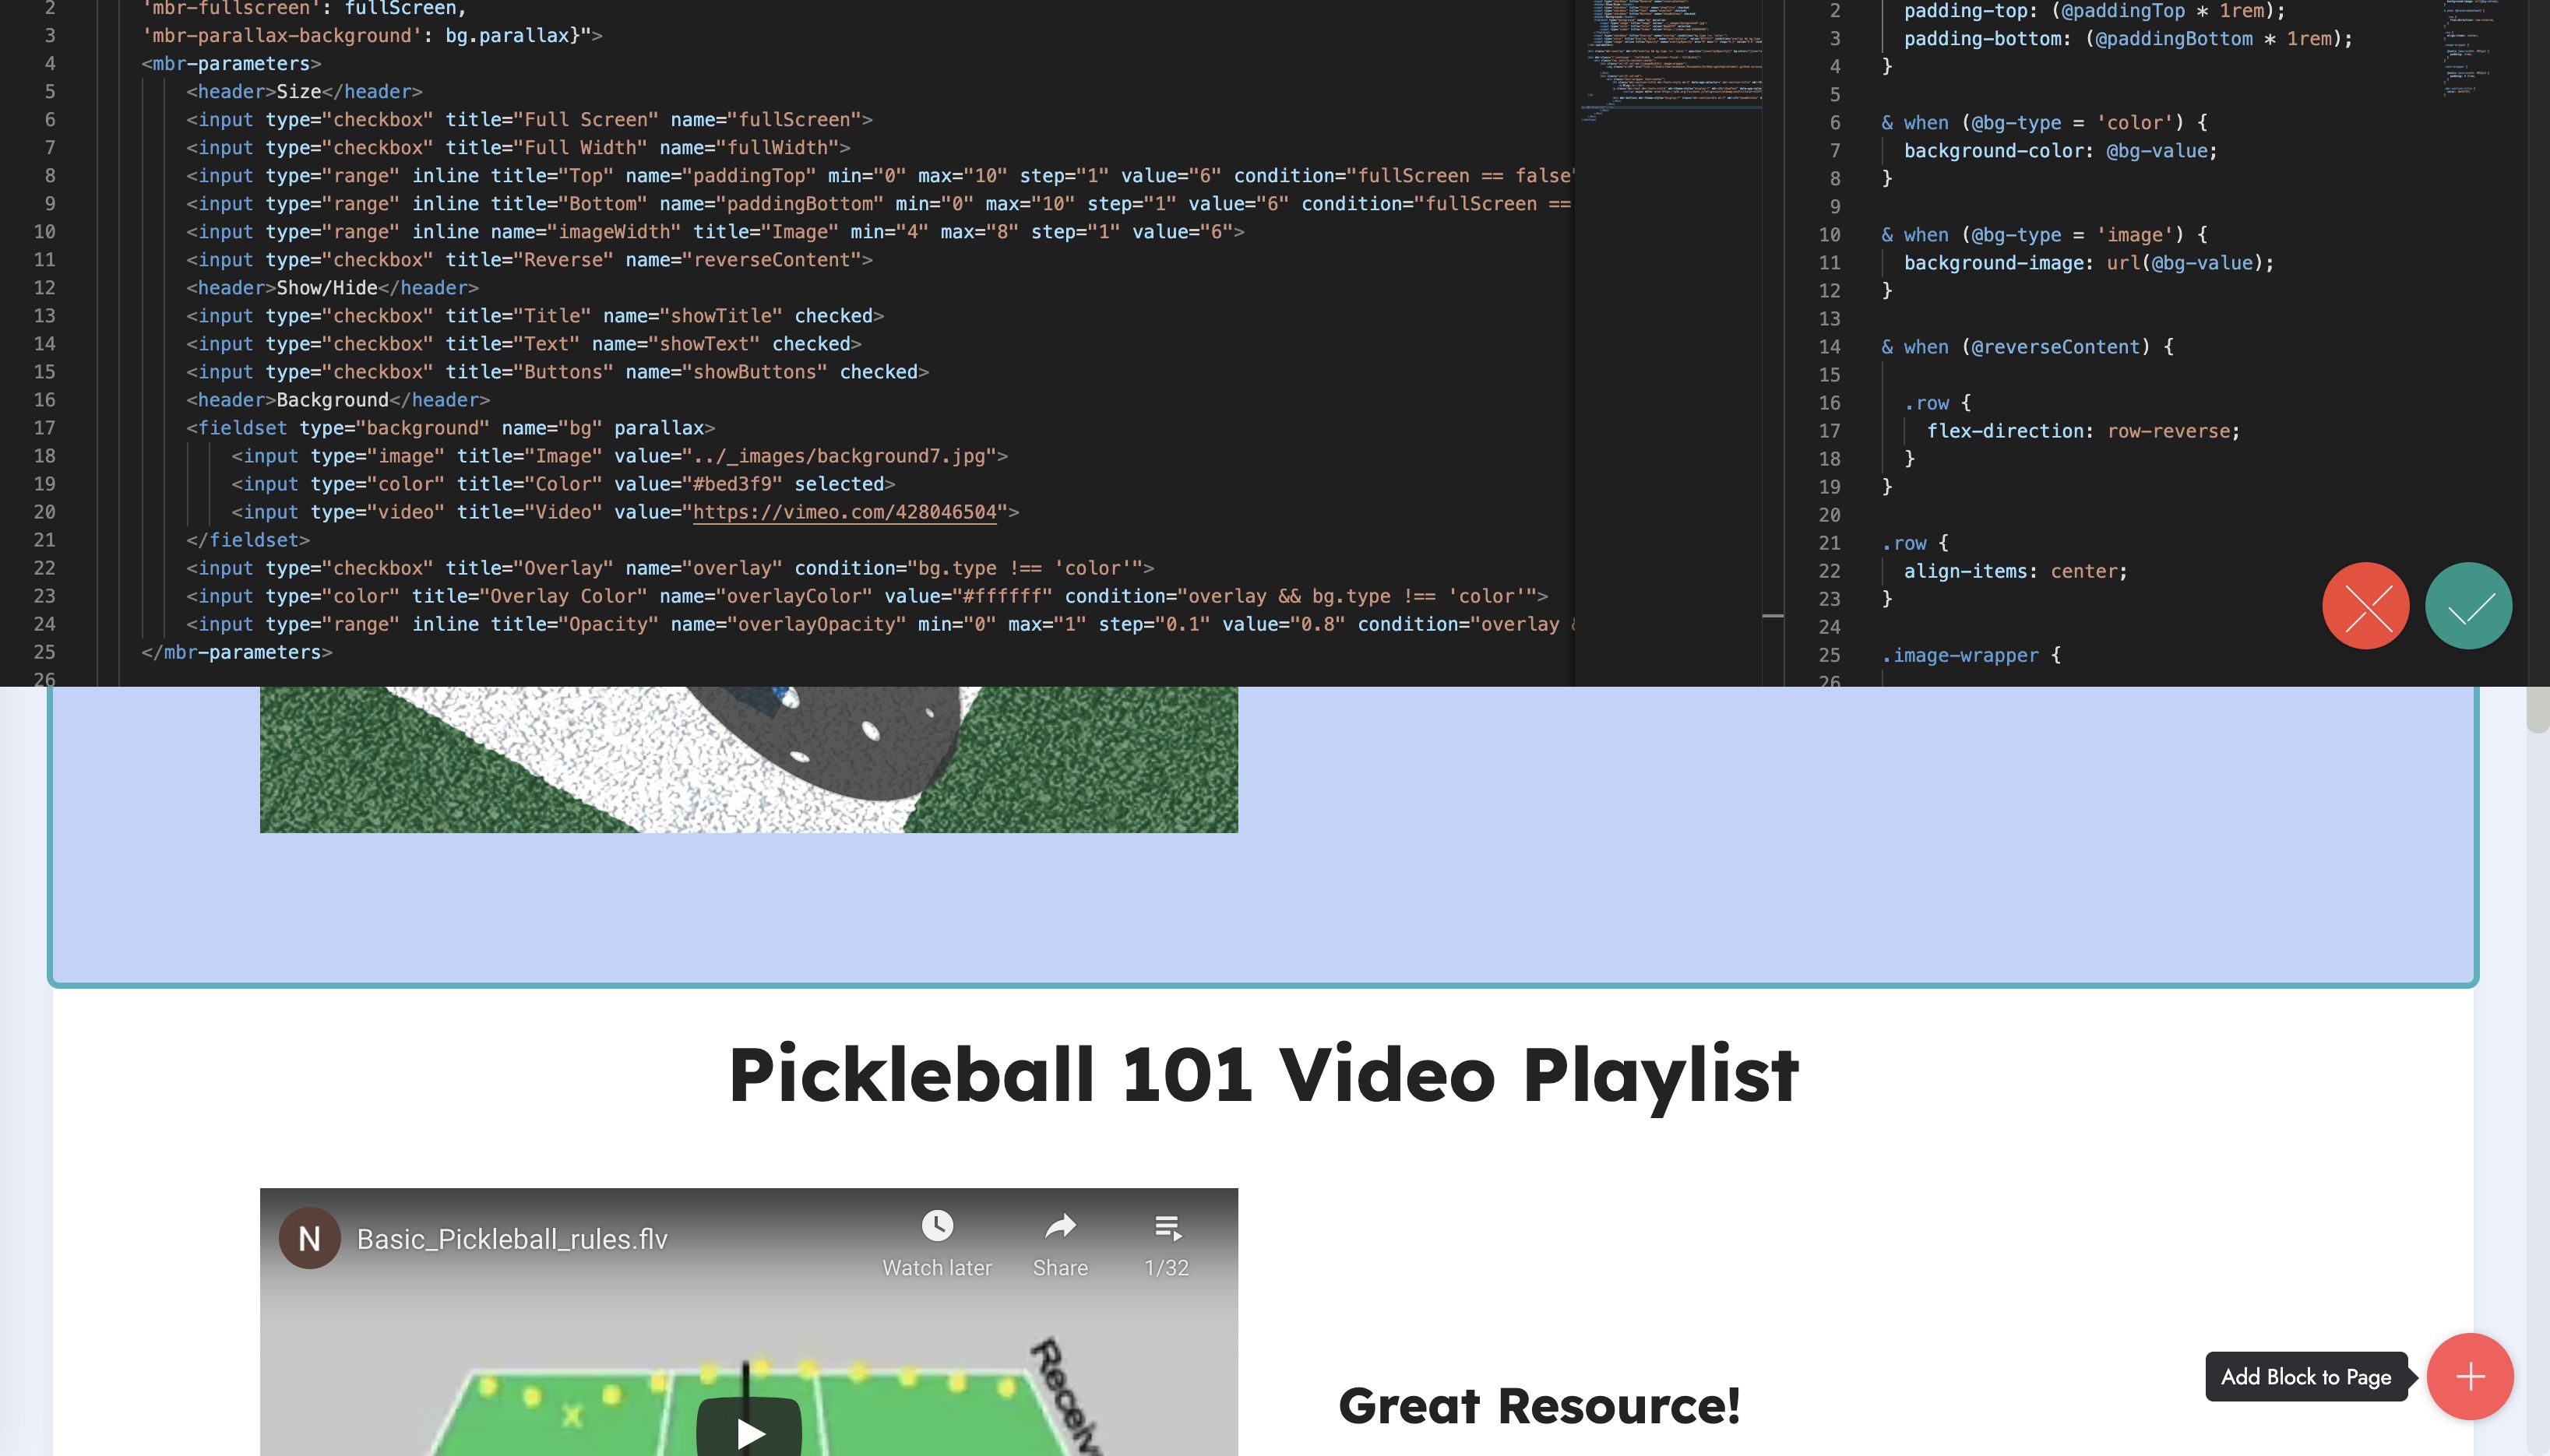 2 'mbr-fullscreen': fullScreen,
3 'mbr-parallax-background': bg.parallax}">
4 <mbr-parameters>
5 <header>Size</header>
6 <input type="checkbox" title="Full Screen" name="fullScreen">
7 <input type="checkbox" title="Full Width" name="fullWidth">
8 <input type="range" inline title="Top" name="paddingTop" min="0" max="10" step="1" value="6" condition="fullScreen == false"
9 <input type="range" inline title="Bottom" name="paddingBottom" min="0" max="10" step="1" value="6" condition="fullScreen ==
10 <input type="range" inline name="imageWidth" title="Image" min="4" max="8" step="1" value="6">
11 <input type="checkbox" title="Reverse" name="reverseContent">
12 <header>Show/Hide</header>
13 <input type="checkbox" title="Title" name="showTitle" checked>
14 <input type="checkbox" title="Text" name="showText" checked>
15 <input type="checkbox" title="Buttons" name="showButtons" checked>
16 <header>Background</header>
17 <fieldset type="background" name="bg" parallax>
18 <input type="image" title="Image" value="../_images/background7.jpg">
19 <input type="color" title="Color" value="#bed3f9" selected>
20 <input type="video" title="Video" value="https://vimeo.com/428046504">
21 </fieldset>
22 <input type="checkbox" title="Overlay" name="overlay" condition="bg.type !== 'color'">
23 <input type="color" title="Overlay Color" name="overlayColor" value="#ffffff" condition="overlay && bg.type !== 'color'">
24 <input type="range" inline title="Opacity" name="overlayOpacity" min="0" max="1" step="0.1" value="0.8" condition="overlay &
25 </mbr-parameters>
26
2 padding-top: (@paddingTop * 1rem);
3 padding-bottom: (@paddingBottom * 1rem);
4 }
5
6 & when (@bg-type = 'color') {
7 background-color: @bg-value;
8 }
9
10 & when (@bg-type = 'image') {
11 background-image: url(@bg-value);
12 }
13
14 & when (@reverseContent) {
15
16 .row {
17 flex-direction: row-reverse;
18 }
19 }
20
21 .row {
22 align-items: center;
23 }
24
25 .image-wrapper {
26
Pickleball 101 Video Playlist
N Basic_Pickleball_rules.flv
Watch later Share 1/32
x
Great Resource!
Add Block to Page